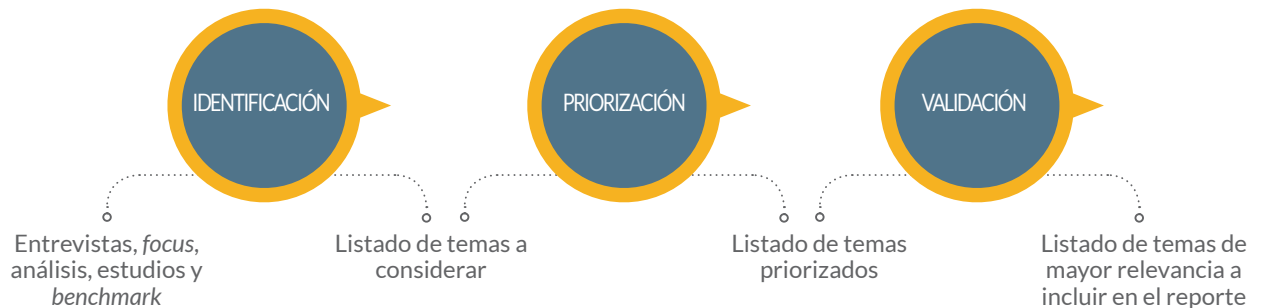 IDENTIFICACIÓN
PRIORIZACIÓN
VALIDACIÓN
Entrevistas, focus,
análisis, estudios y
benchmark
Listado de temas a
considerar
Listado de temas
priorizados
Listado de temas de
mayor relevancia a
incluir en el reporte